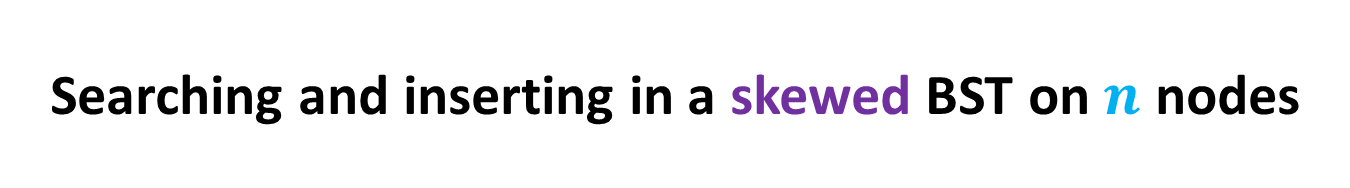 Searching and inserting in a skewed BST on n nodes